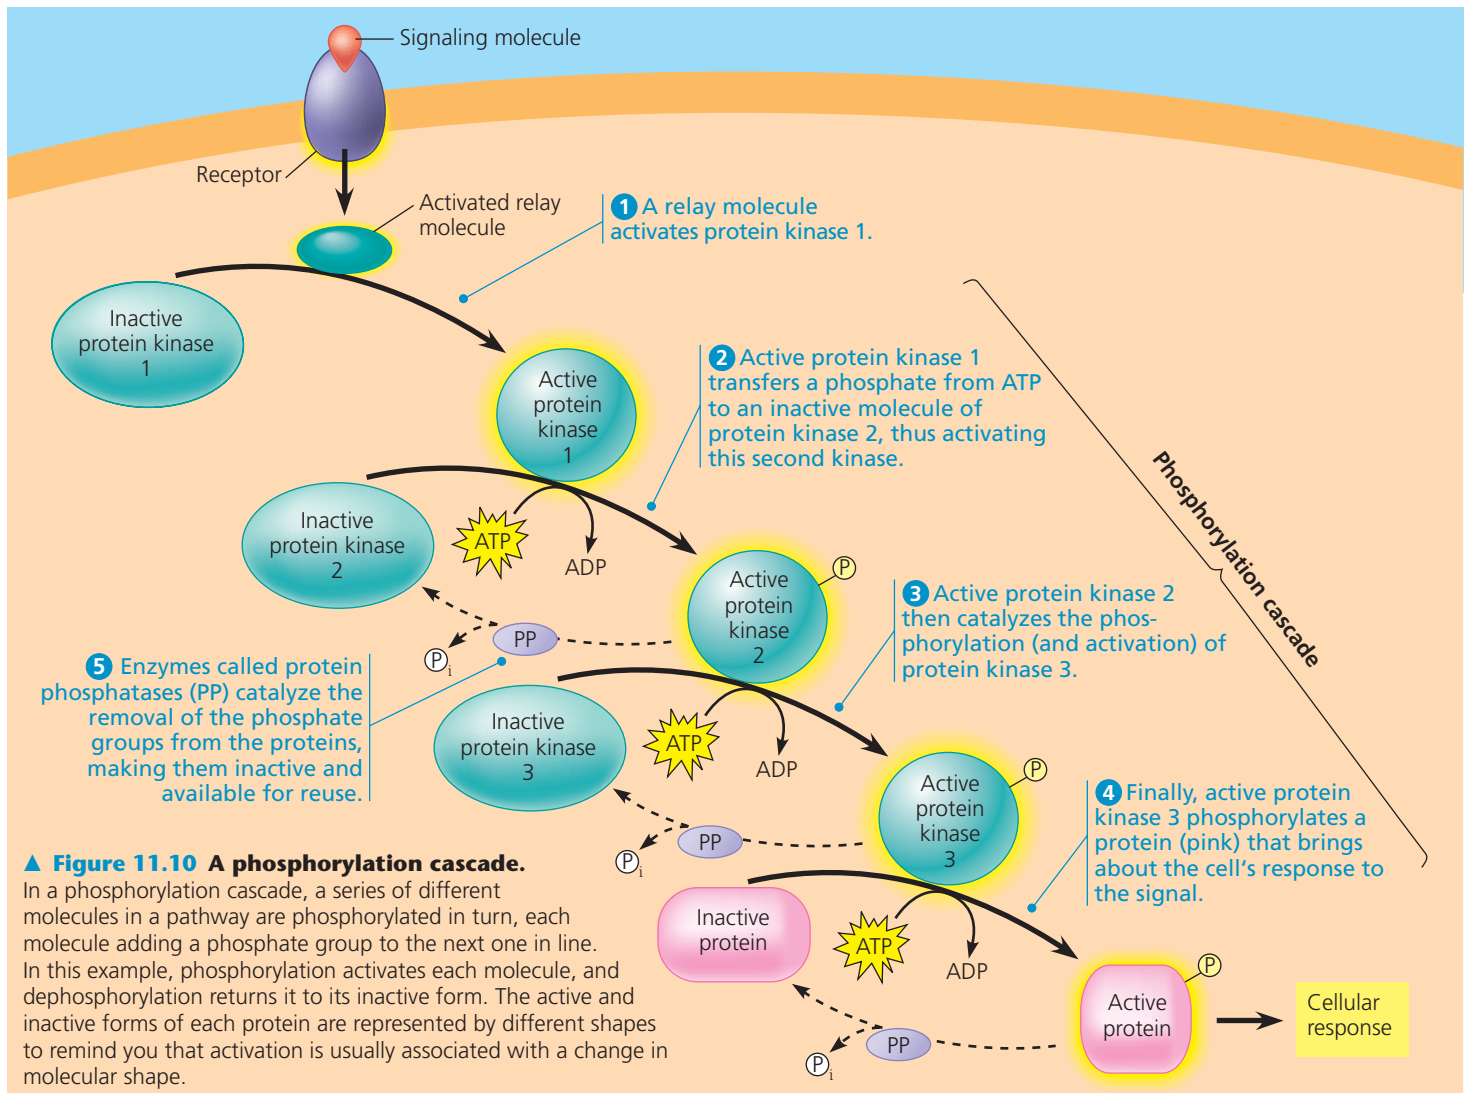 Signaling molecule
Receptor
Activated relay
molecule
1 A relay molecule
activates protein kinase 1.
Inactive
protein kinase
1
Active
protein
kinase
1
2 Active protein kinase 1
transfers a phosphate from ATP
to an inactive molecule of
protein kinase 2, thus activating
this second kinase.
Phosphorylation cascade
Inactive
protein kinase
2
ATP
ADP
Active
protein
kinase
2
P
3 Active protein kinase 2
then catalyzes the phos-
phorylation (and activation) of
protein kinase 3.
PP
Pi
5 Enzymes called protein
phosphatases (PP) catalyze the
removal of the phosphate
groups from the proteins,
making them inactive and
available for reuse.
Inactive
protein kinase
3
ATP
ADP
Active
protein
kinase
3
P
4 Finally, active protein
kinase 3 phosphorylates a
protein (pink) that brings
about the cell's response to
the signal.
PP
Pi
Inactive
protein
ATP
ADP
Active
protein
P
Cellular
response
PP
Pi
▲ Figure 11.10 A phosphorylation cascade.
In a phosphorylation cascade, a series of different
molecules in a pathway are phosphorylated in turn, each
molecule adding a phosphate group to the next one in line.
In this example, phosphorylation activates each molecule, and
dephosphorylation returns it to its inactive form. The active and
inactive forms of each protein are represented by different shapes
to remind you that activation is usually associated with a change in
molecular shape.